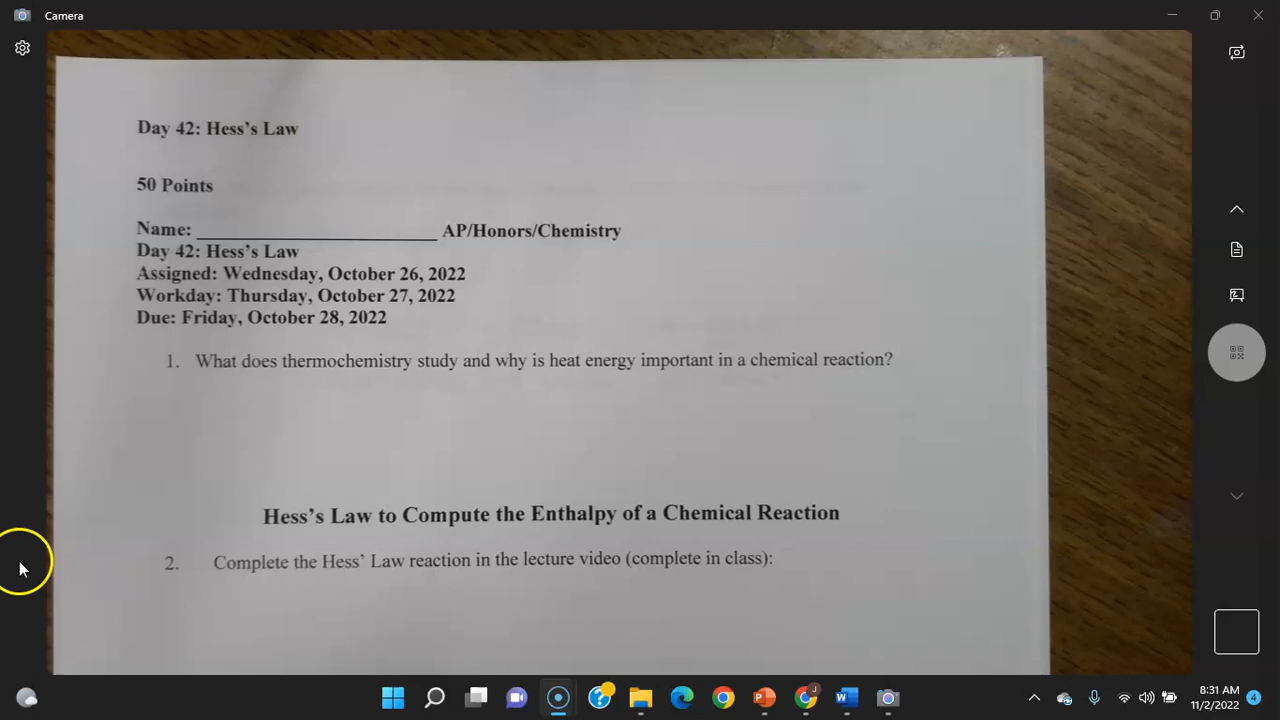 Camera
Day 42: Hess's Law
50 Points
Name: ________________________ AP/Honors/Chemistry
Day 42: Hess's Law
Assigned: Wednesday, October 26, 2022
Workday: Thursday, October 27, 2022
Due: Friday, October 28, 2022
1. What does thermochemistry study and why is heat energy important in a chemical reaction?
Hess's Law to Compute the Enthalpy of a Chemical Reaction
2. Complete the Hess' Law reaction in the lecture video (complete in class):
8:31 AM
11/2/2022
4